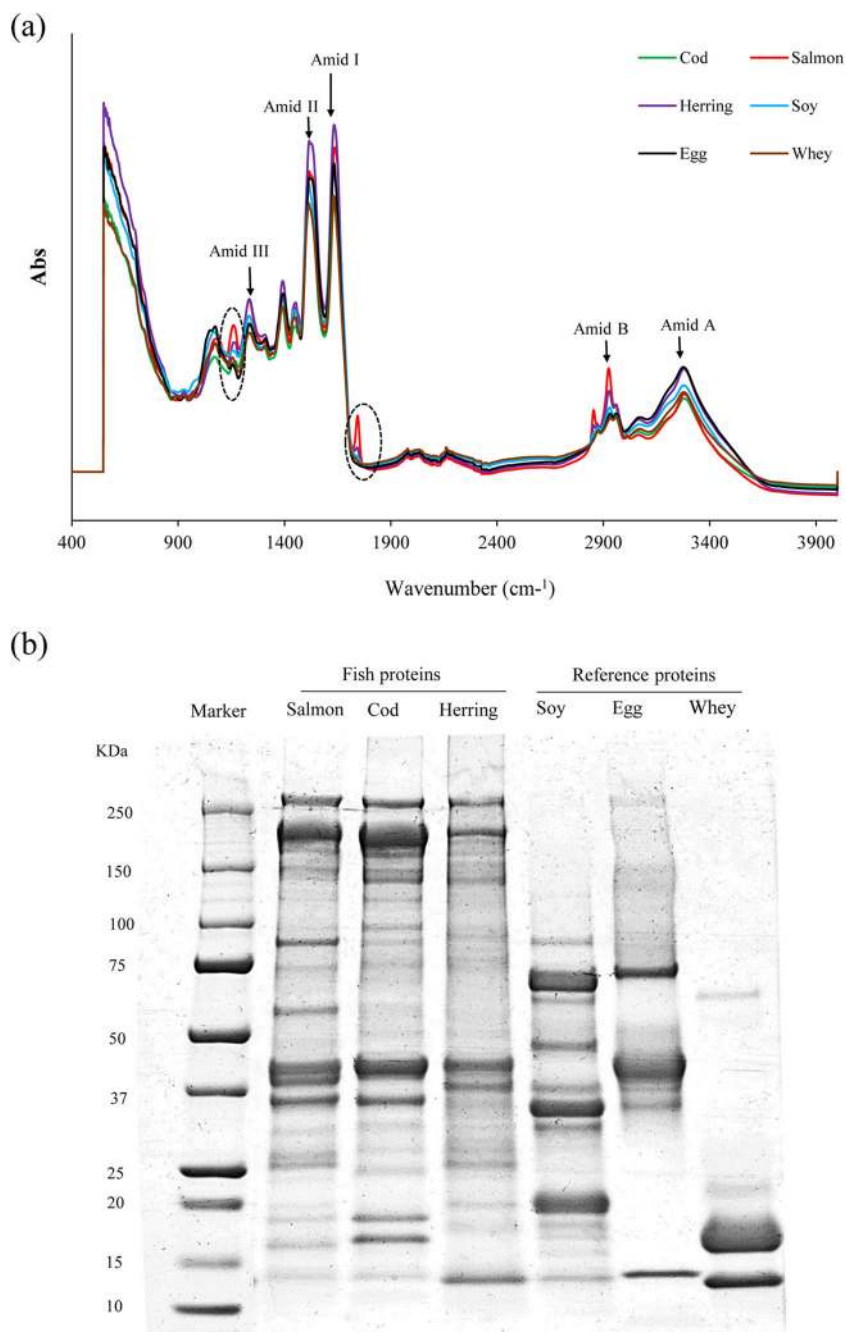 (a)
Amid I
Amid II
Amid III
Amid B
Amid A
Cod
Salmon
Herring
Soy
Egg
Whey
Abs
400 900 1400 1900 2400 2900 3400 3900
Wavenumber (cm-¹)
(b)
Fish proteins Reference proteins
Marker Salmon Cod Herring Soy Egg Whey
KDa
250
150
100
75
50
37
25
20
15
10